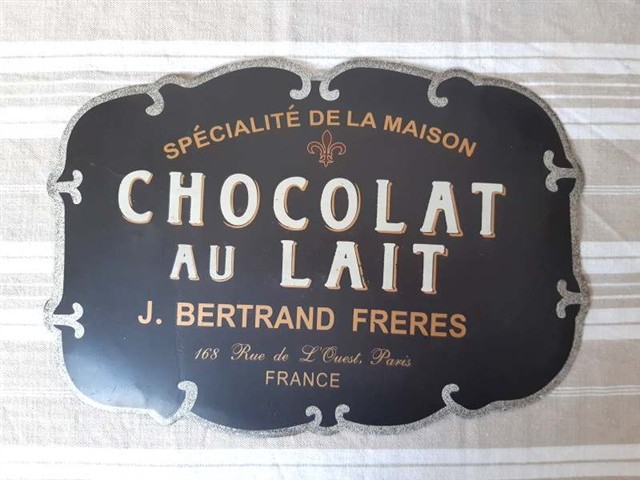 SPÉCIALITÉ DE LA MAISON
CHOCOLAT
AU LAIT
J. BERTRAND FRERES
168 Rue de L'Ouest, Paris
FRANCE